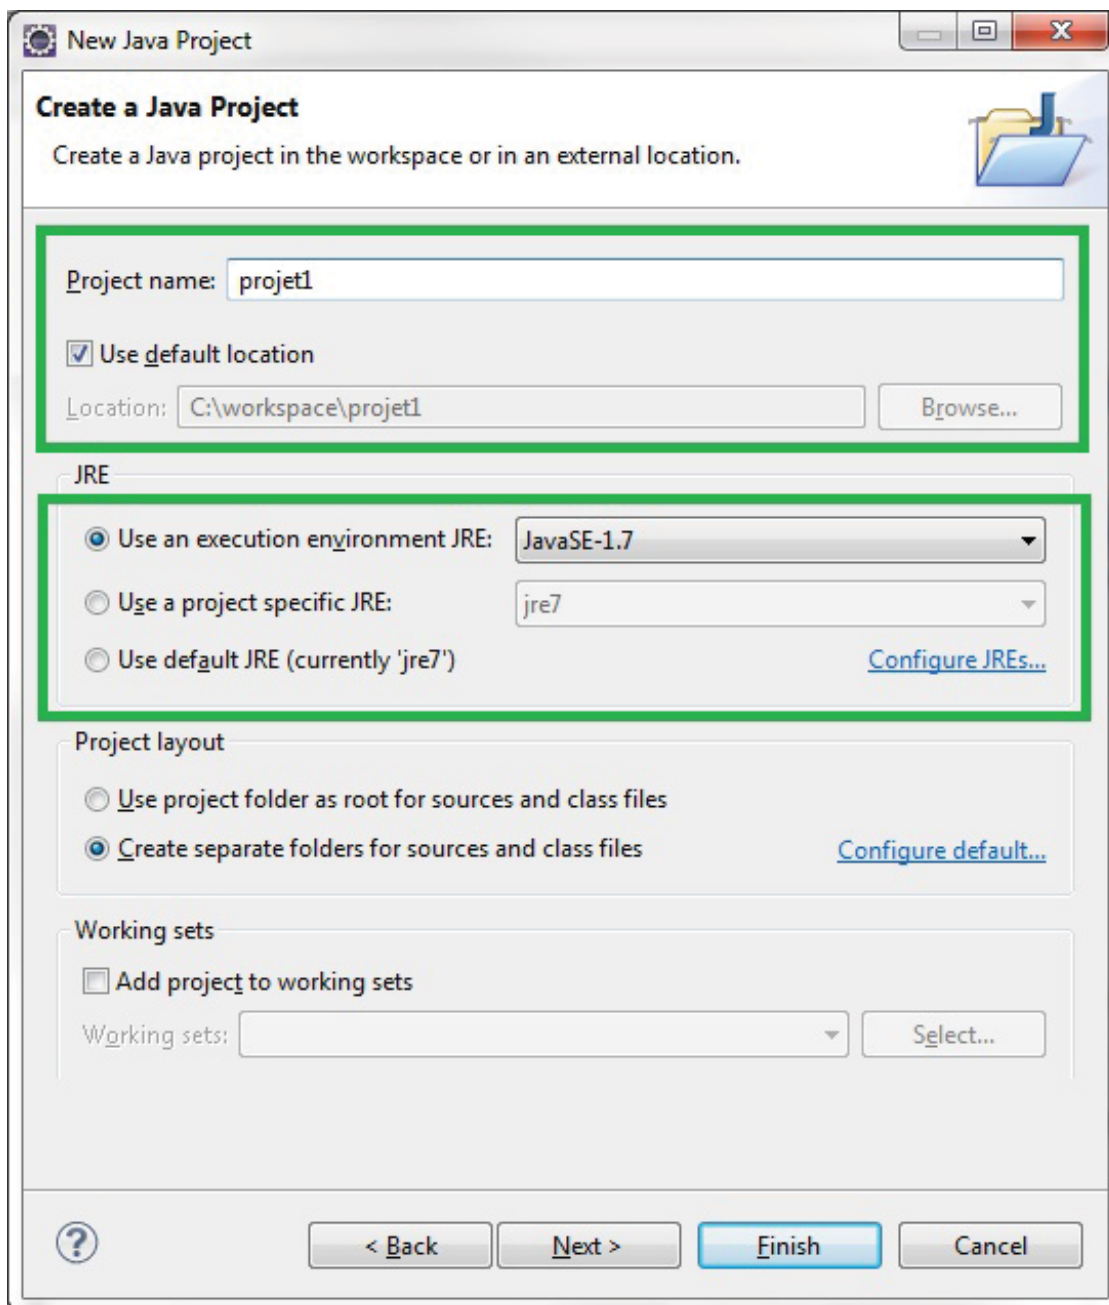 New Java Project
Create a Java Project
Create a Java project in the workspace or in an external location.
Project name: projet1
Use default location
Location: C:\workspace\projet1 Browse...
JRE
Use an execution environment JRE: JavaSE-1.7
Use a project specific JRE: jre7
Use default JRE (currently 'jre7') Configure JREs...
Project layout
Use project folder as root for sources and class files
Create separate folders for sources and class files Configure default...
Working sets
Add project to working sets
Working sets: Select...
? < Back Next > Finish Cancel